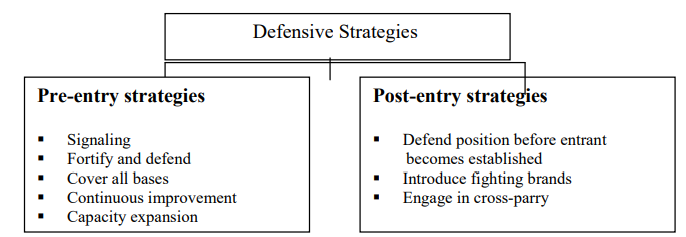 Defensive Strategies
Pre-entry strategies
▪ Signaling
▪ Fortify and defend
▪ Cover all bases
▪ Continuous improvement
▪ Capacity expansion
Post-entry strategies
▪ Defend position before entrant
becomes established
▪ Introduce fighting brands
▪ Engage in cross-parry